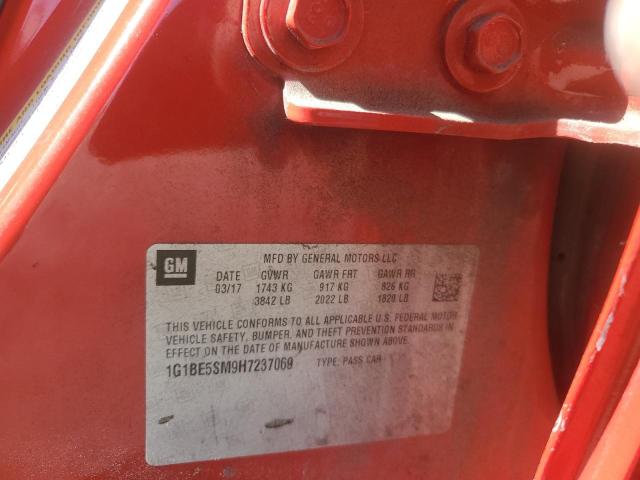 GM
MFD BY GENERAL MOTORS LLC
DATE GVWR GAWR FRT GAWR RR
03/17 1743 KG 917 KG 826 KG
3842 LB 2022 LB 1820 LB
THIS VEHICLE CONFORMS TO ALL APPLICABLE U.S. FEDERAL MOTOR
VEHICLE SAFETY, BUMPER, AND THEFT PREVENTION STANDARDS
IN EFFECT ON THE DATE OF MANUFACTURE SHOWN ABOVE.
1G1BE5SM9H7237069 TYPE: PASS CAR